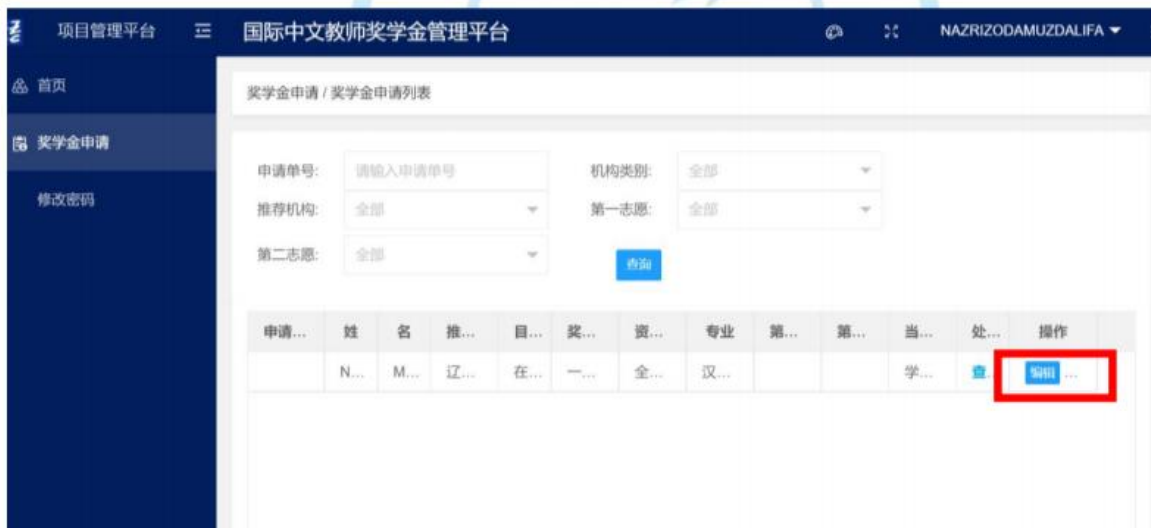 项目管理平台 国际中文教师奖学金管理平台 NAZRIZODAMUZDALIFA
首页
奖学金申请 / 奖学金申请列表
奖学金申请
修改密码
申请单号: 请输入申请单号 机构类别: 全部
推荐机构: 全部 第一志愿: 全部
第二志愿: 全部 查询
申请... 姓 名 推... 目... 奖... 资... 专业 第... 第... 当... 处... 操作
N... M... 辽... 在... 一... 全... 汉... 学... 查. 编辑 ...